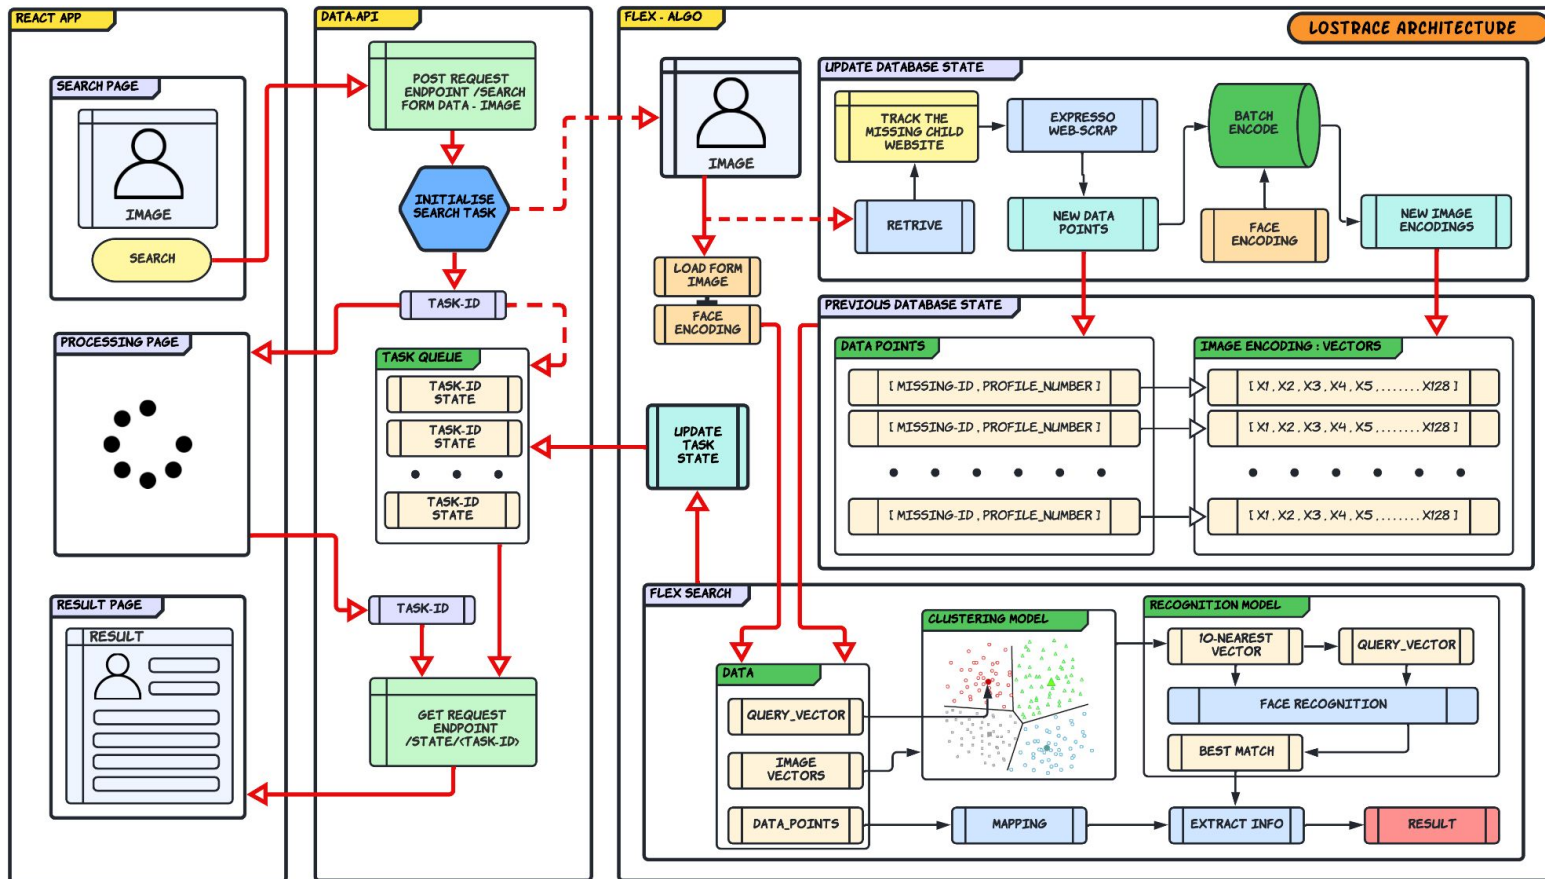 REACT APP
SEARCH PAGE
IMAGE
SEARCH
PROCESSING PAGE
RESULT PAGE
RESULT
DATA-API
POST REQUEST
ENDPOINT /SEARCH
FORM DATA - IMAGE
INITIALISE
SEARCH TASK
TASK-ID
TASK QUEUE
TASK-ID
STATE
TASK-ID
STATE
TASK-ID
STATE
TASK-ID
GET REQUEST
ENDPOINT
/STATE/<TASK-ID>
FLEX - ALGO
LOSTRACE ARCHITECTURE
IMAGE
LOAD FORM
IMAGE
FACE
ENCODING
UPDATE
TASK
STATE
UPDATE DATABASE STATE
TRACK THE
MISSING CHILD
WEBSITE
EXPRESSO
WEB-SCRAP
BATCH
ENCODE
RETRIVE
NEW DATA
POINTS
FACE
ENCODING
NEW IMAGE
ENCODINGS
PREVIOUS DATABASE STATE
DATA POINTS
[ MISSING-ID , PROFILE_NUMBER ]
[ MISSING-ID , PROFILE_NUMBER ]
[ MISSING-ID , PROFILE_NUMBER ]
IMAGE ENCODING : VECTORS
[ X1 , X2 , X3 , X4 , X5 , . . . . . . . X128 ]
[ X1 , X2 , X3 , X4 , X5 , . . . . . . . X128 ]
[ X1 , X2 , X3 , X4 , X5 , . . . . . . . X128 ]
FLEX SEARCH
DATA
QUERY_VECTOR
IMAGE
VECTORS
DATA_POINTS
CLUSTERING MODEL
RECOGNITION MODEL
10-NEAREST
VECTOR
QUERY_VECTOR
FACE RECOGNITION
BEST MATCH
MAPPING
EXTRACT INFO
RESULT